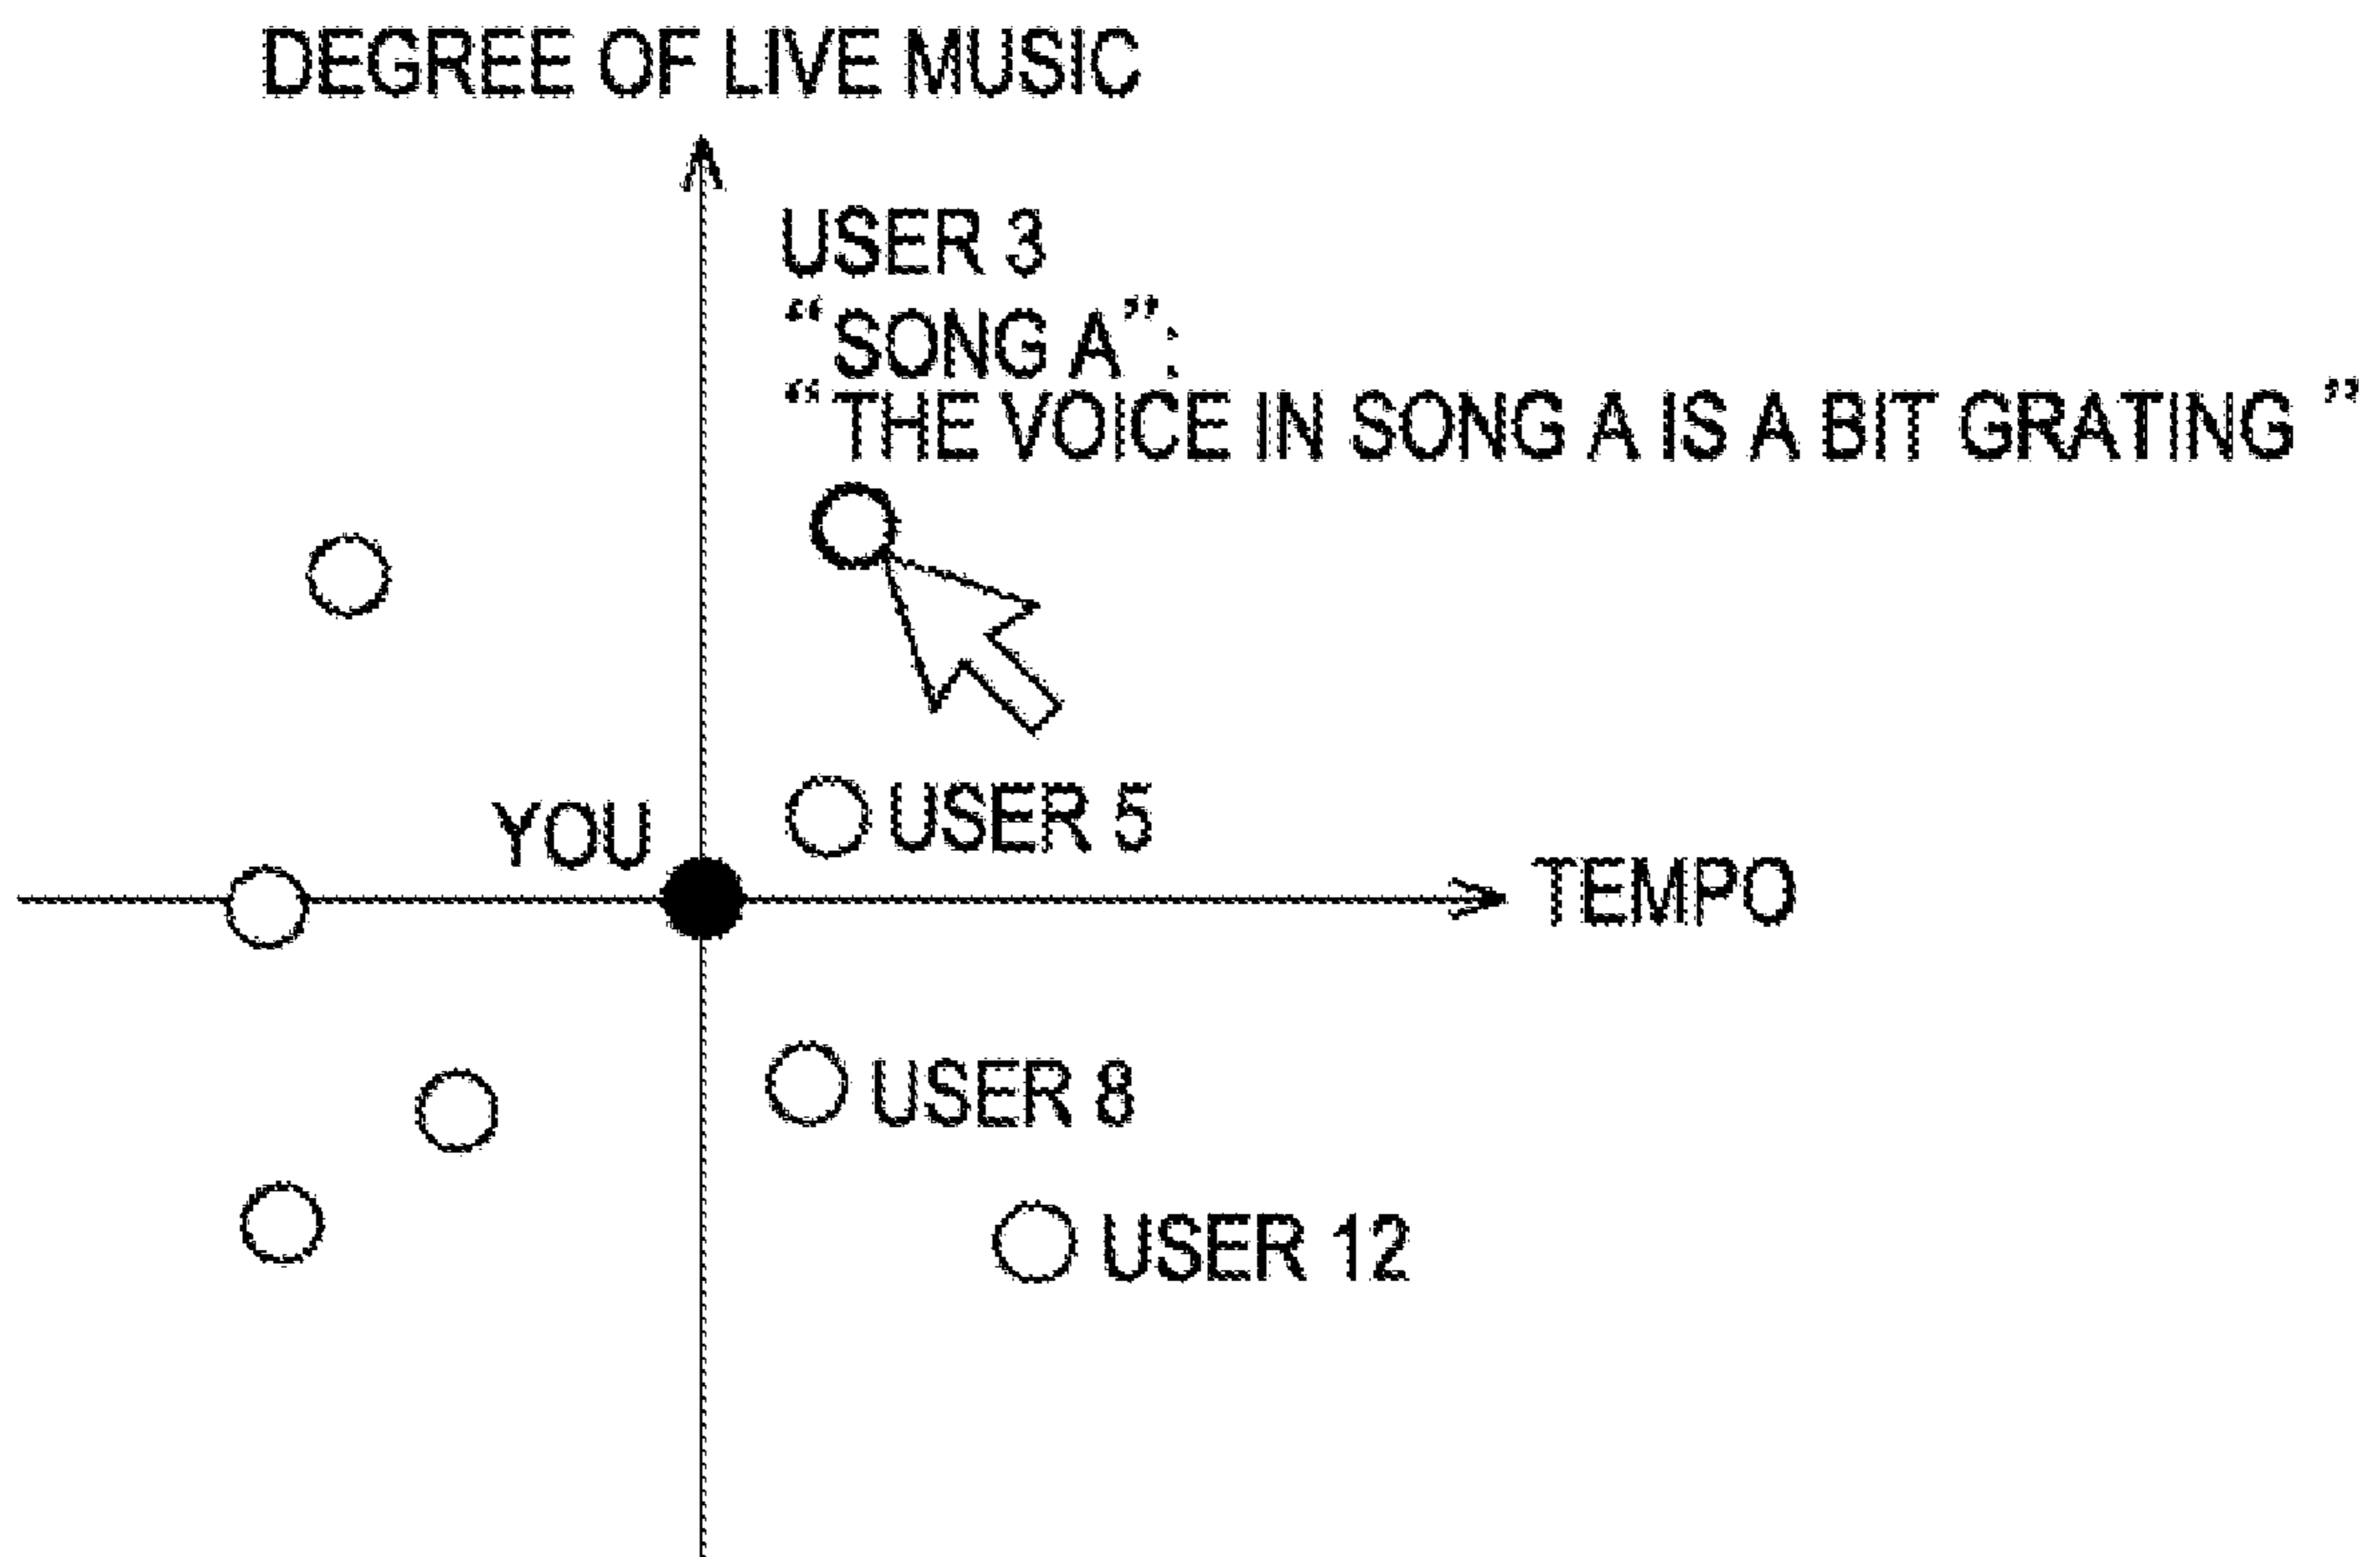 DEGREE OF LIVE MUSIC
USER 3
“SONG A”:
“THE VOICE IN SONG A IS A BIT GRATING ”
YOU
USER 5
TEMPO
USER 8
USER 12